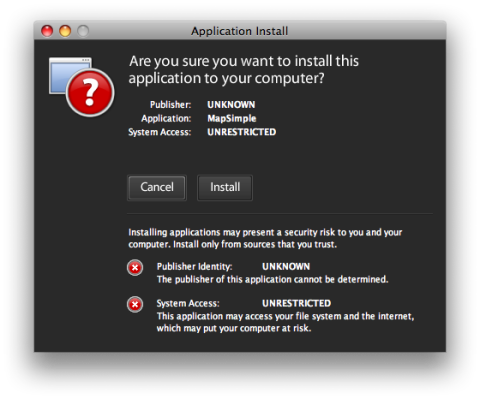 Application Install
Are you sure you want to install this
application to your computer?
Publisher: UNKNOWN
Application: MapSimple
System Access: UNRESTRICTED
Cancel Install
Installing applications may present a security risk to you and your
computer. Install only from sources that you trust.
Publisher Identity: UNKNOWN
The publisher of this application cannot be determined.
System Access: UNRESTRICTED
This application may access your file system and the internet,
which may put your computer at risk.